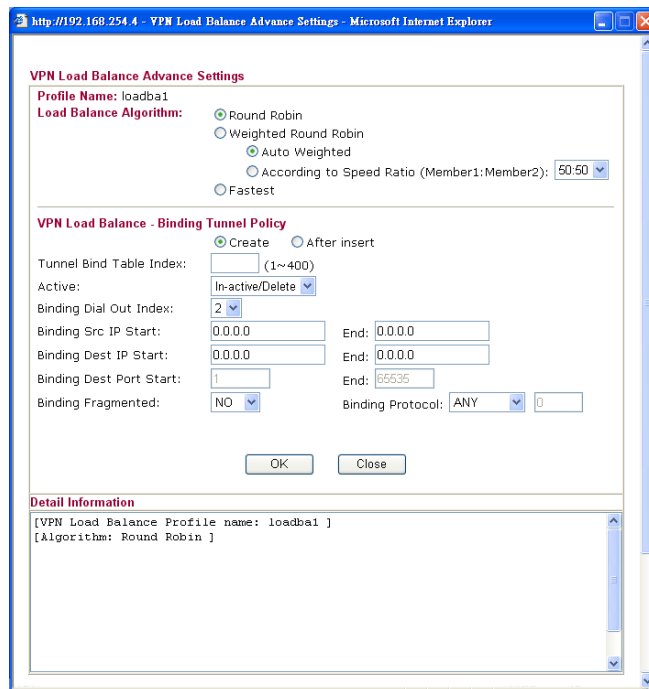 http://192.168.254.4 - VPN Load Balance Advance Settings - Microsoft Internet Explorer
VPN Load Balance Advance Settings
Profile Name: loadba1
Load Balance Algorithm: Round Robin
Weighted Round Robin
Auto Weighted
According to Speed Ratio (Member1:Member2): 50:50
Fastest
VPN Load Balance - Binding Tunnel Policy
Create After insert
Tunnel Bind Table Index: (1~400)
Active: In-active/Delete
Binding Dial Out Index: 2
Binding Src IP Start: 0.0.0.0 End: 0.0.0.0
Binding Dest IP Start: 0.0.0.0 End: 0.0.0.0
Binding Dest Port Start: 1 End: 65535
Binding Fragmented: NO Binding Protocol: ANY 0
OK Close
Detail Information
[VPN Load Balance Profile name: loadba1 ]
[Algorithm: Round Robin ]